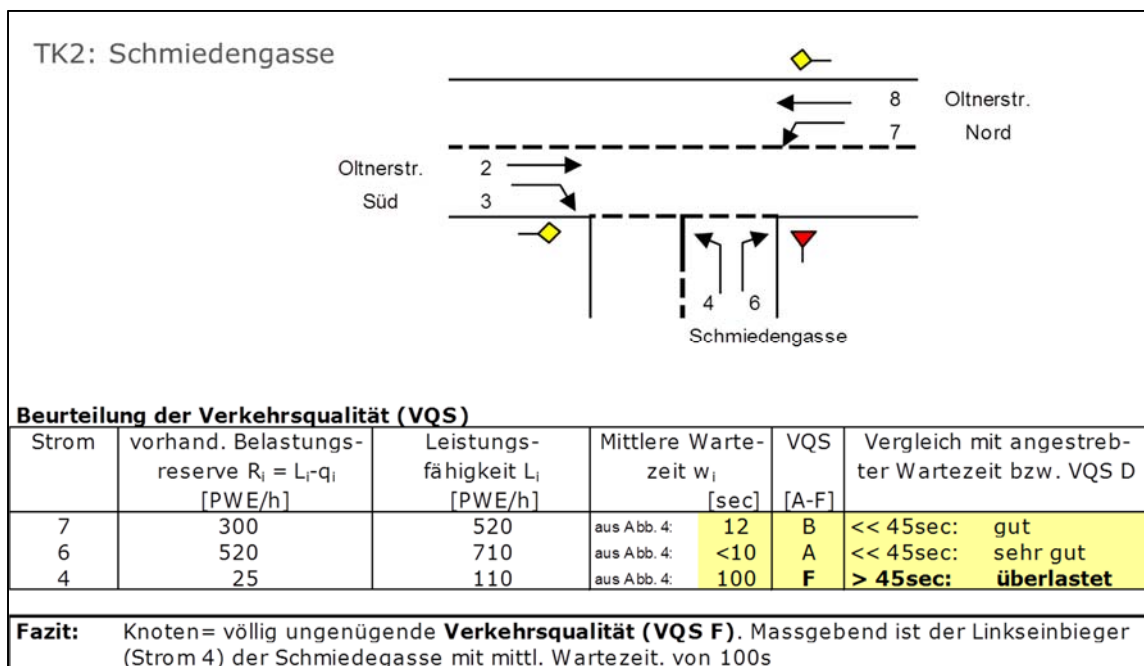 TK2: Schmiedengasse
8 Oltnerstr.
7 Nord
Oltnerstr. 2
Süd 3
4 6
Schmiedengasse
Beurteilung der Verkehrsqualität (VQS)
Strom vorhand. Belastungs- Leistungs- Mittlere Warte- VQS Vergleich mit angestreb-
reserve Ri = Li-qi fähigkeit Li zeit wi ter Wartezeit bzw. VQS D
[PWE/h] [PWE/h] [sec] [A-F]
7 300 520 aus Abb. 4: 12 B << 45sec: gut
6 520 710 aus Abb. 4: <10 A << 45sec: sehr gut
4 25 110 aus Abb. 4: 100 F > 45sec: überlastet
Fazit: Knoten= völlig ungenügende Verkehrsqualität (VQS F). Massgebend ist der Linkseinbieger
(Strom 4) der Schmiedegasse mit mittl. Wartezeit. von 100s